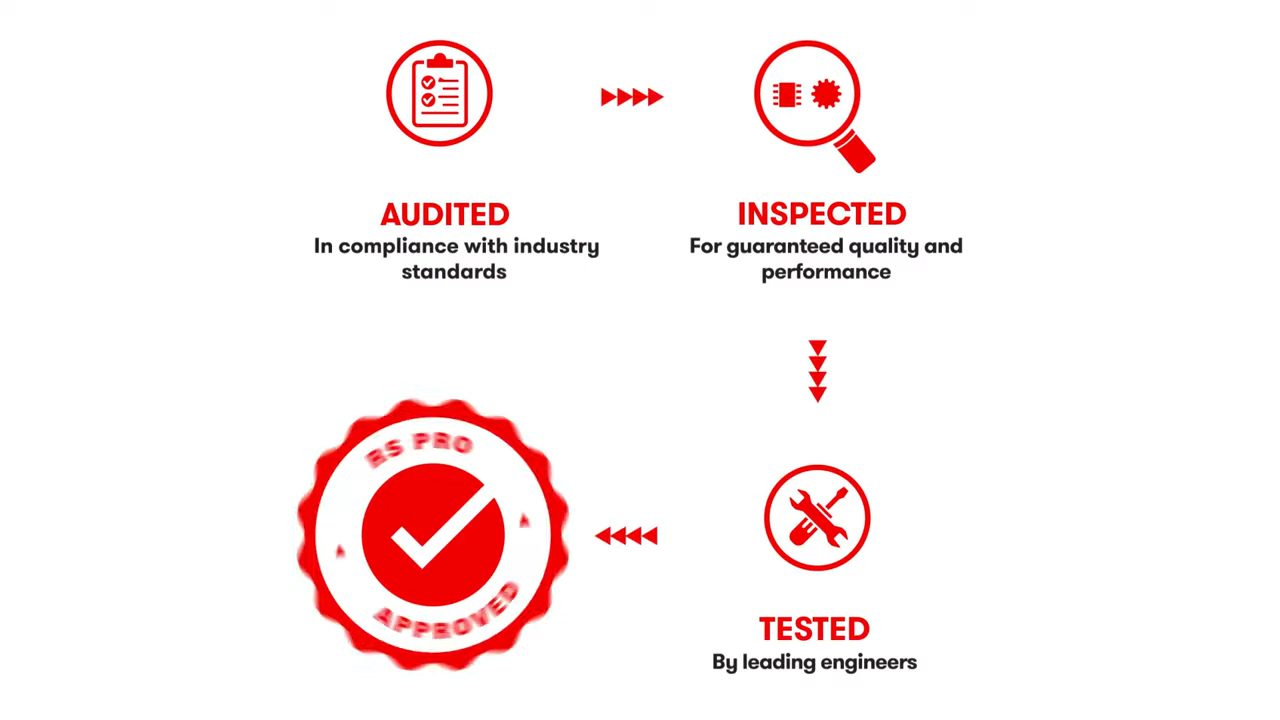 AUDITED
In compliance with industry
standards
INSPECTED
For guaranteed quality and
performance
TESTED
By leading engineers
RS PRO
APPROVED